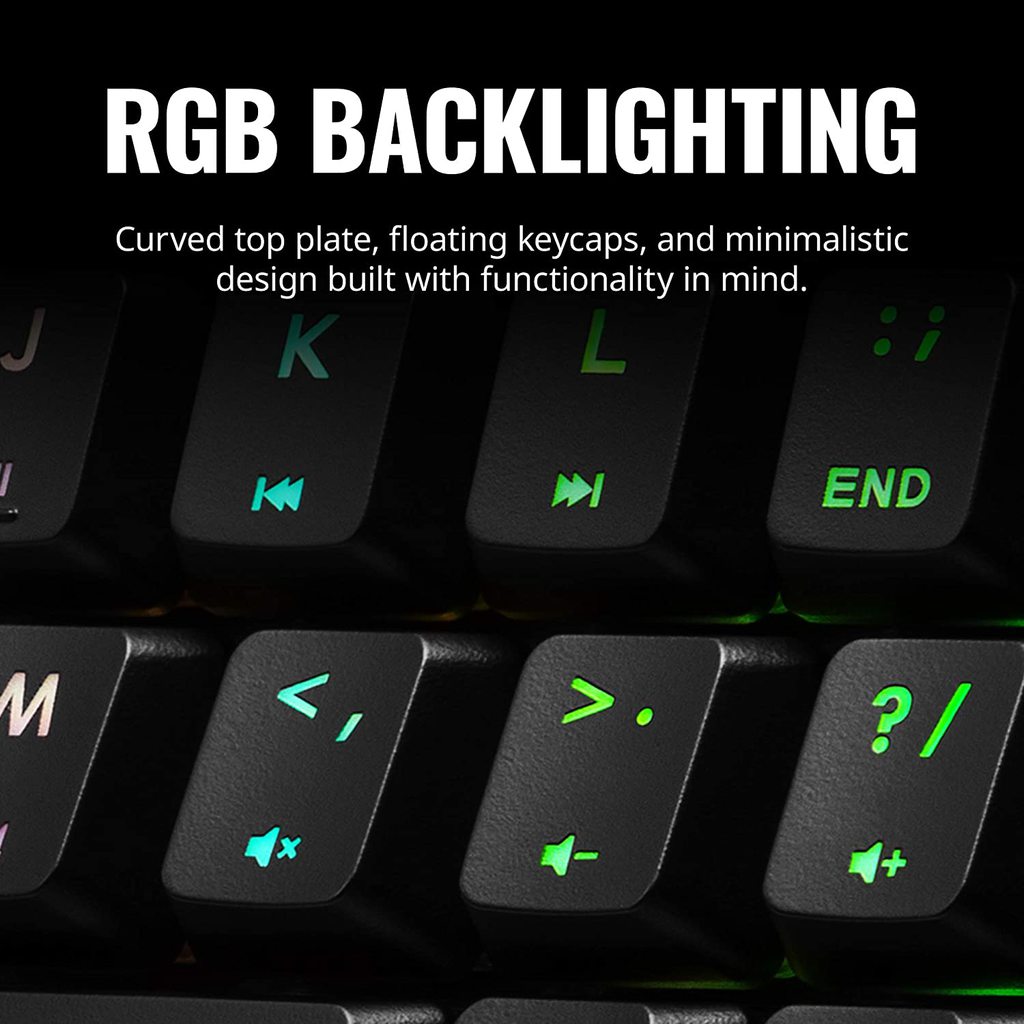 RGB BACKLIGHTING
Curved top plate, floating keycaps, and minimalistic
design built with functionality in mind.
J K L : ;
END
M < , > . ? /